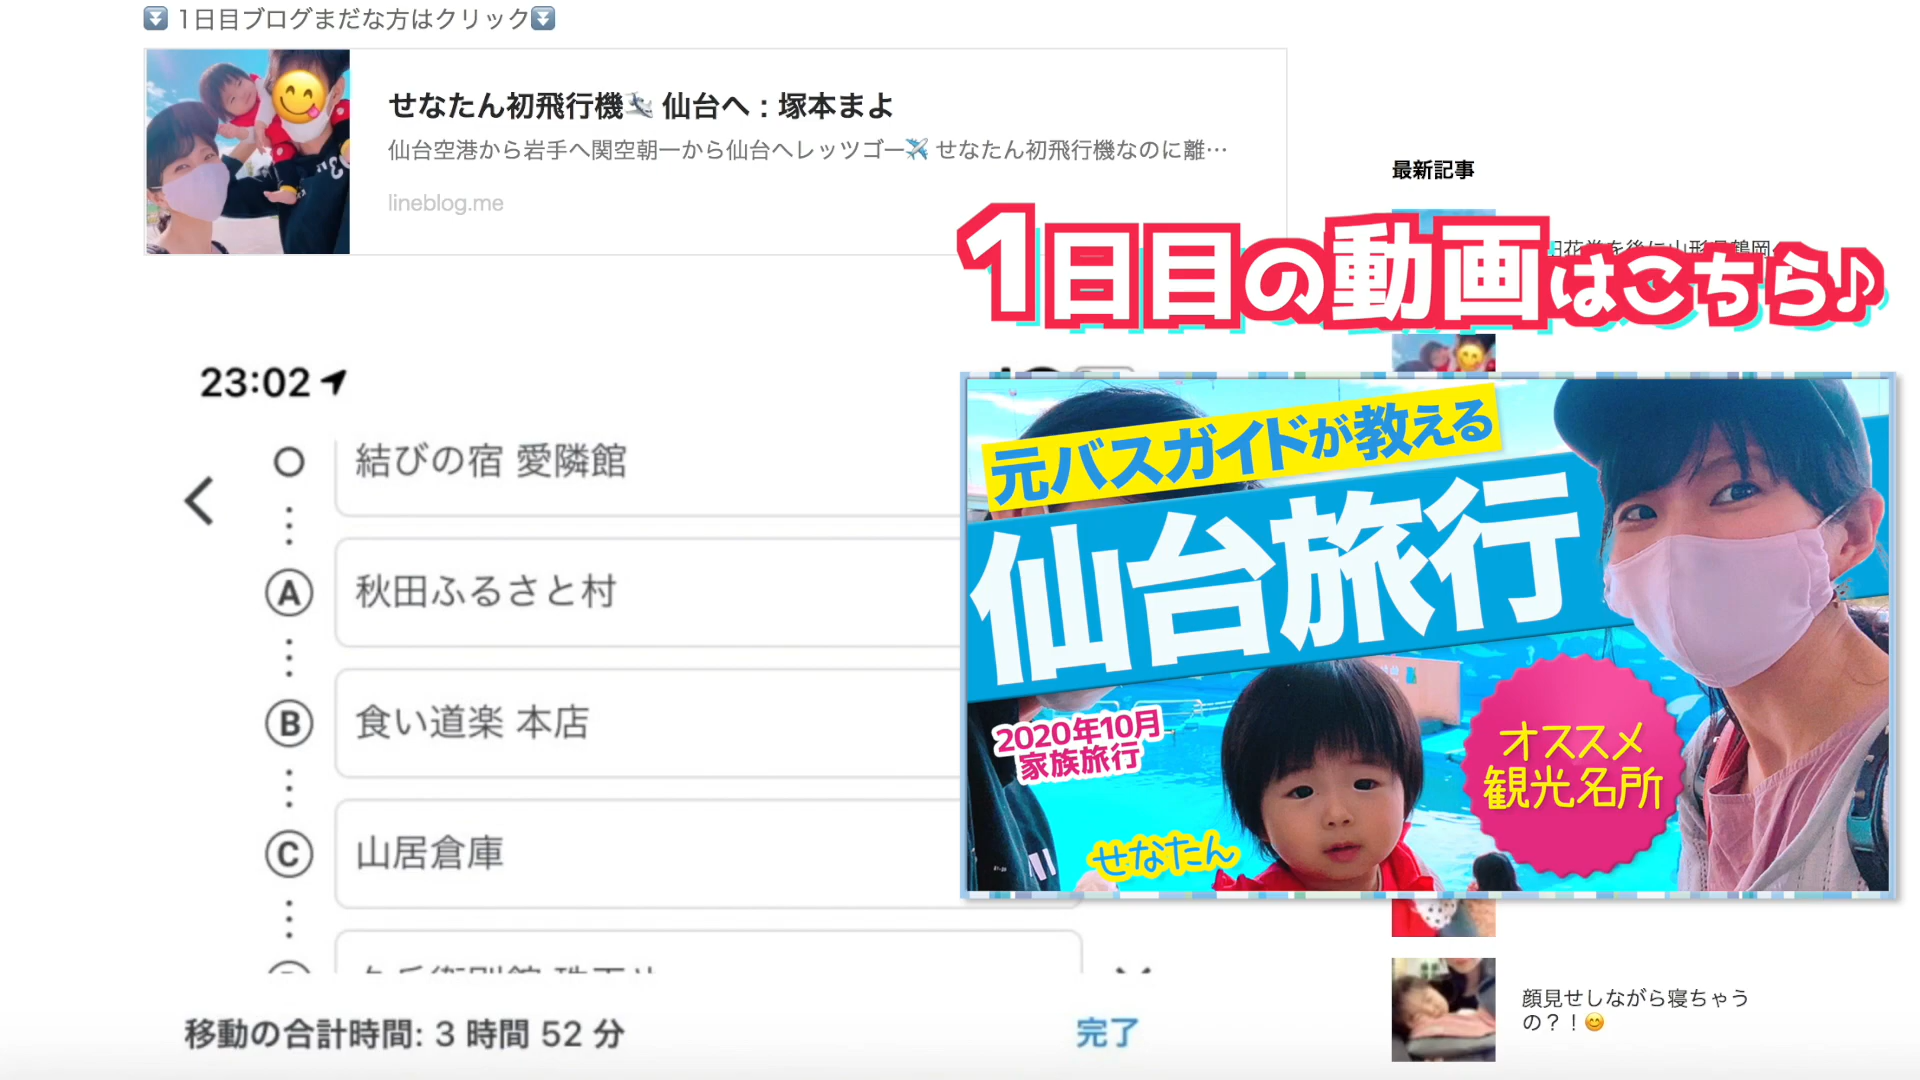 1日目ブログまだな方はクリック
せなたん初飛行機 仙台へ : 塚本まよ
仙台空港から岩手へ関空朝一から仙台へレッツゴー✈️ せなたん初飛行機なのに離…
lineblog.me
最新記事
1日目の動画はこちら♪
23:02
結びの宿 愛隣館
A 秋田ふるさと村
B 食い道楽 本店
C 山居倉庫
移動の合計時間: 3 時間 52 分
完了
元バスガイドが教える
仙台旅行
2020年10月
家族旅行
オススメ
観光名所
せなたん
顔見せしながら寝ちゃう
の？！😊